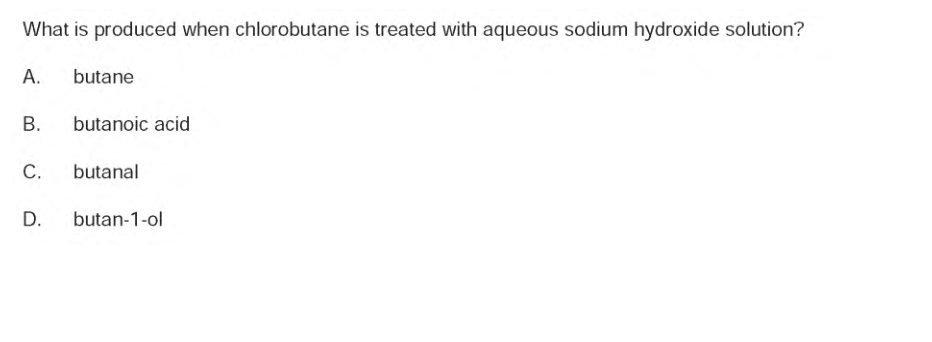 What is produced when chlorobutane is treated with aqueous sodium hydroxide solution?
A. butane
B. butanoic acid
C. butanal
D. butan-1-ol